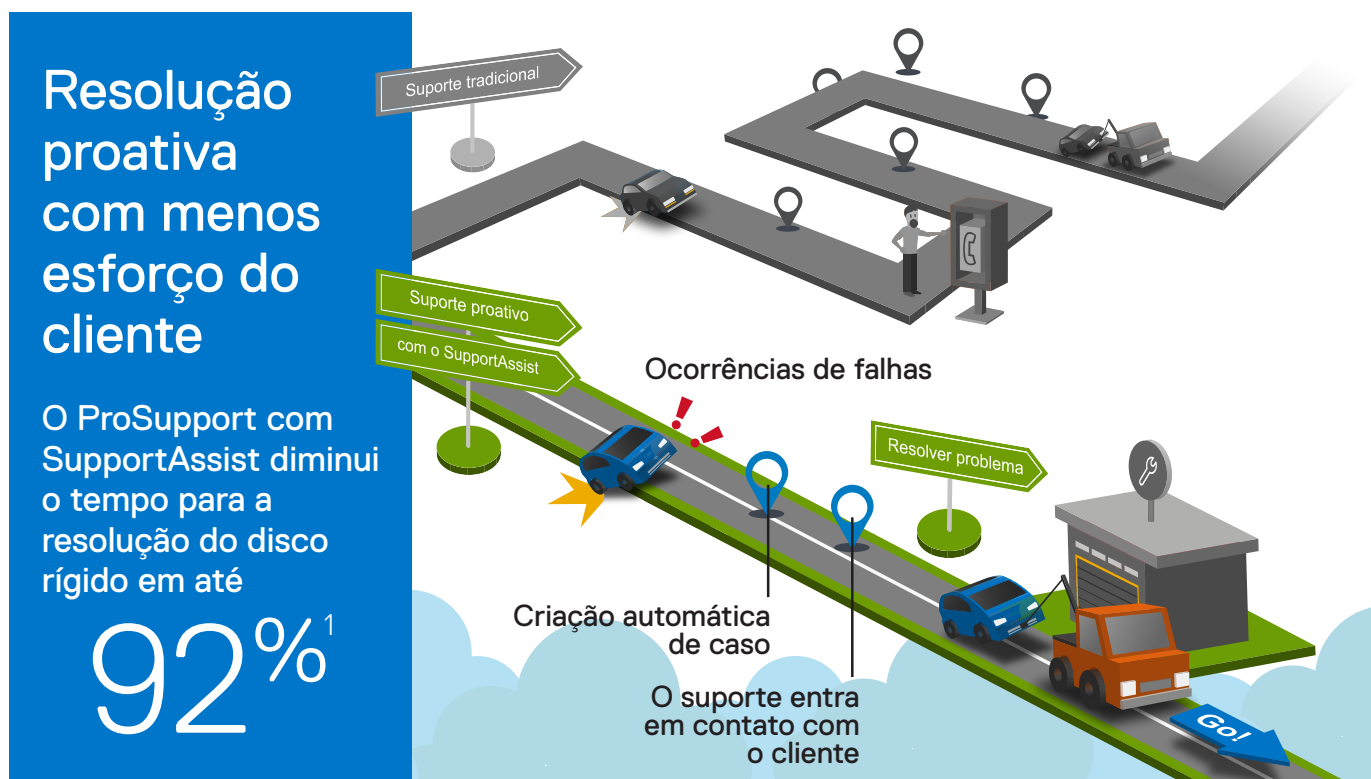 Resolução
proativa
com menos
esforço do
cliente
O ProSupport com
SupportAssist diminui
o tempo para a
resolução do disco
rígido em até
92%¹
Suporte tradicional
Suporte proativo
com o SupportAssist
Ocorrências de falhas
Resolver problema
Criação automática
de caso
O suporte entra
em contato com
o cliente
Go!